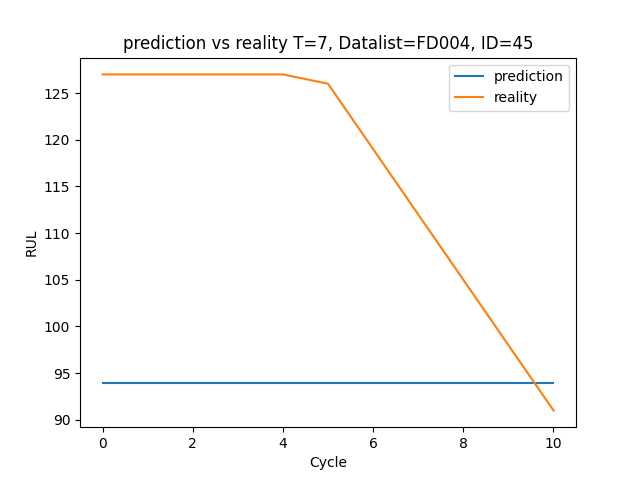 prediction vs reality T=7, Datalist=FD004, ID=45
prediction
reality
125
120
115
110
105
100
95
90
RUL
0 2 4 6 8 10
Cycle